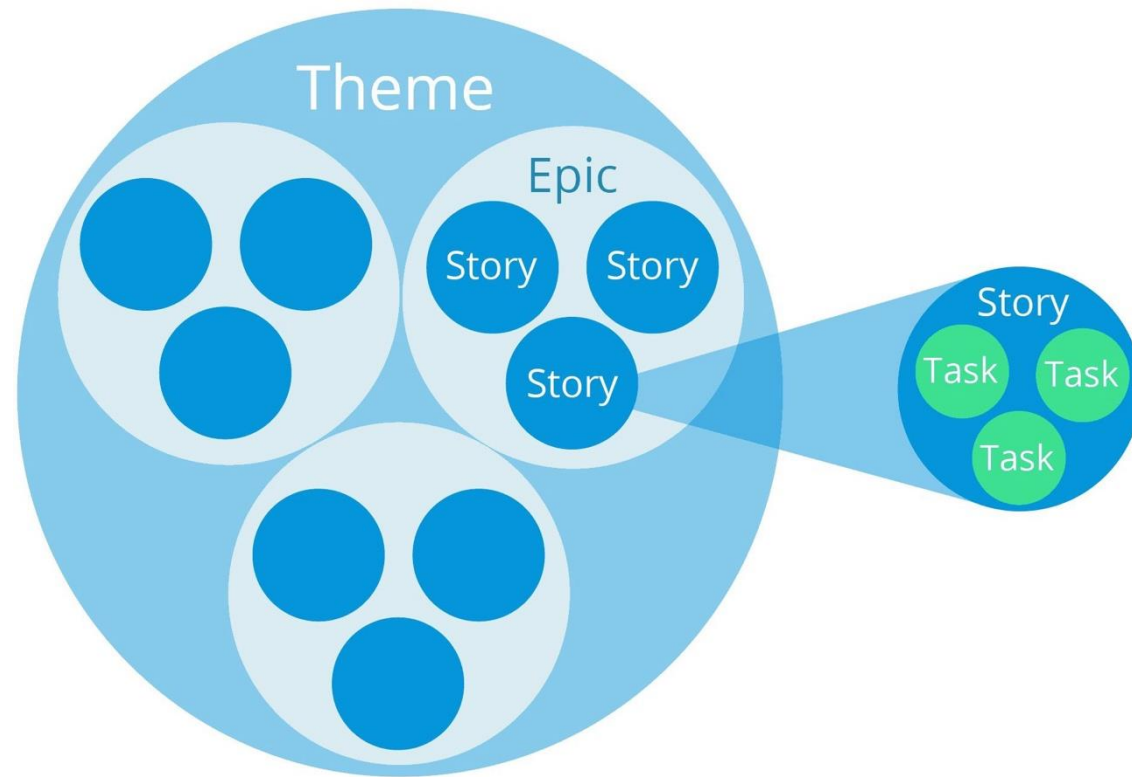 Theme
Epic
Story Story
Story
Story
Task Task
Task